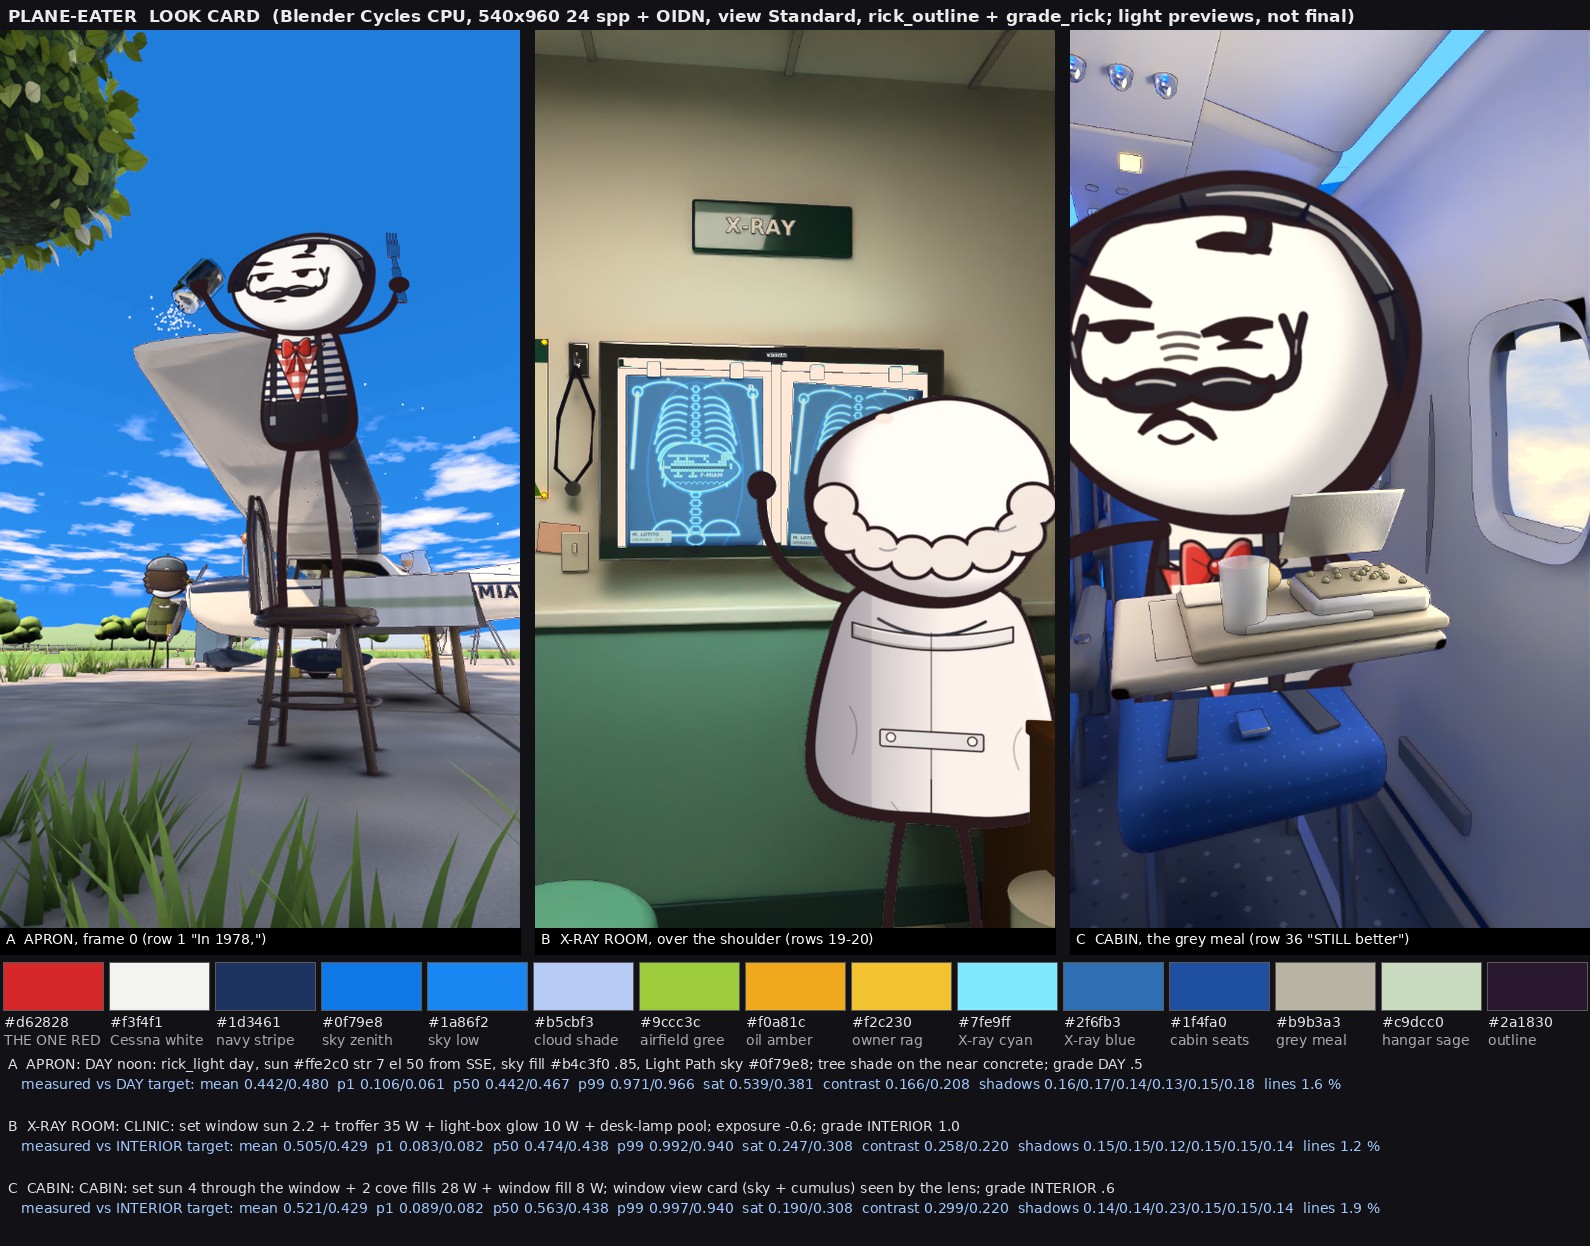 PLANE-EATER  LOOK CARD  (Blender Cycles CPU, 540x960 24 spp + OIDN, view Standard, rick_outline + grade_rick; light previews, not final)
MIA
X-RAY
F-MIAM
M. LOTITO
M. LOTI
A  APRON, frame 0 (row 1 "In 1978,")
B  X-RAY ROOM, over the shoulder (rows 19-20)
C  CABIN, the grey meal (row 36 "STILL better")
#d62828 #f3f4f1 #1d3461 #0f79e8 #1a86f2 #b5cbf3 #9ccc3c #f0a81c #f2c230 #7fe9ff #2f6fb3 #1f4fa0 #b9b3a3 #c9dcc0 #2a1830
THE ONE RED Cessna white navy stripe sky zenith sky low cloud shade airfield gree oil amber owner rag X-ray cyan X-ray blue cabin seats grey meal hangar sage outline
A  APRON: DAY noon: rick_light day, sun #ffe2c0 str 7 el 50 from SSE, sky fill #b4c3f0 .85, Light Path sky #0f79e8; tree shade on the near concrete; grade DAY .5
measured vs DAY target: mean 0.442/0.480  p1 0.106/0.061  p50 0.442/0.467  p99 0.971/0.966  sat 0.539/0.381  contrast 0.166/0.208  shadows 0.16/0.17/0.14/0.13/0.15/0.18  lines 1.6 %
B  X-RAY ROOM: CLINIC: set window sun 2.2 + troffer 35 W + light-box glow 10 W + desk-lamp pool; exposure -0.6; grade INTERIOR 1.0
measured vs INTERIOR target: mean 0.505/0.429  p1 0.083/0.082  p50 0.474/0.438  p99 0.992/0.940  sat 0.247/0.308  contrast 0.258/0.220  shadows 0.15/0.15/0.12/0.15/0.15/0.14  lines 1.2 %
C  CABIN: CABIN: set sun 4 through the window + 2 cove fills 28 W + window fill 8 W; window view card (sky + cumulus) seen by the lens; grade INTERIOR .6
measured vs INTERIOR target: mean 0.521/0.429  p1 0.089/0.082  p50 0.563/0.438  p99 0.997/0.940  sat 0.190/0.308  contrast 0.299/0.220  shadows 0.14/0.14/0.23/0.15/0.15/0.14  lines 1.9 %